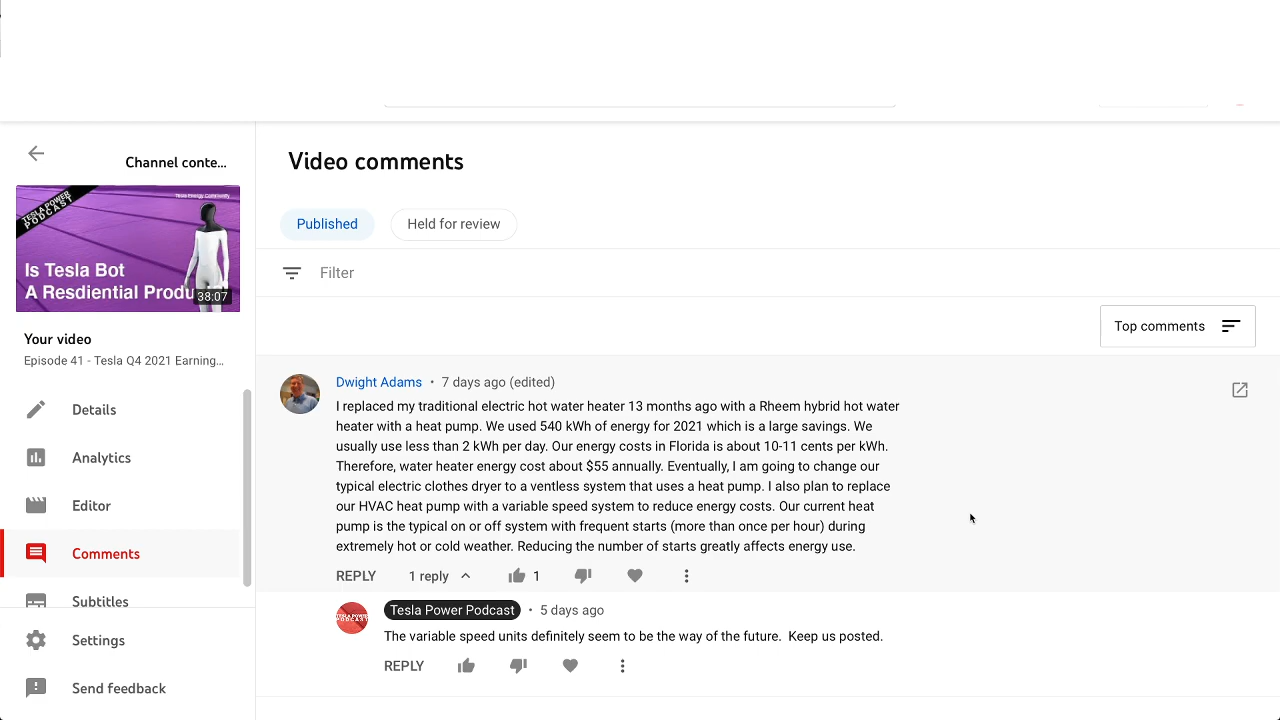 Channel conte...
TESLA POWER
PODCAST
Tesla Energy Community
Is Tesla Bot
A Resdiential Produ
38:07
Your video
Episode 41 - Tesla Q4 2021 Earning...
Details
Analytics
Editor
Comments
Subtitles
Settings
Send feedback
Video comments
Published
Held for review
Filter
Top comments
Dwight Adams • 7 days ago (edited)
I replaced my traditional electric hot water heater 13 months ago with a Rheem hybrid hot water
heater with a heat pump. We used 540 kWh of energy for 2021 which is a large savings. We
usually use less than 2 kWh per day. Our energy costs in Florida is about 10-11 cents per kWh.
Therefore, water heater energy cost about $55 annually. Eventually, I am going to change our
typical electric clothes dryer to a ventless system that uses a heat pump. I also plan to replace
our HVAC heat pump with a variable speed system to reduce energy costs. Our current heat
pump is the typical on or off system with frequent starts (more than once per hour) during
extremely hot or cold weather. Reducing the number of starts greatly affects energy use.
REPLY 1 reply 1
TESLA POWER
PODCAST
Tesla Power Podcast • 5 days ago
The variable speed units definitely seem to be the way of the future. Keep us posted.
REPLY